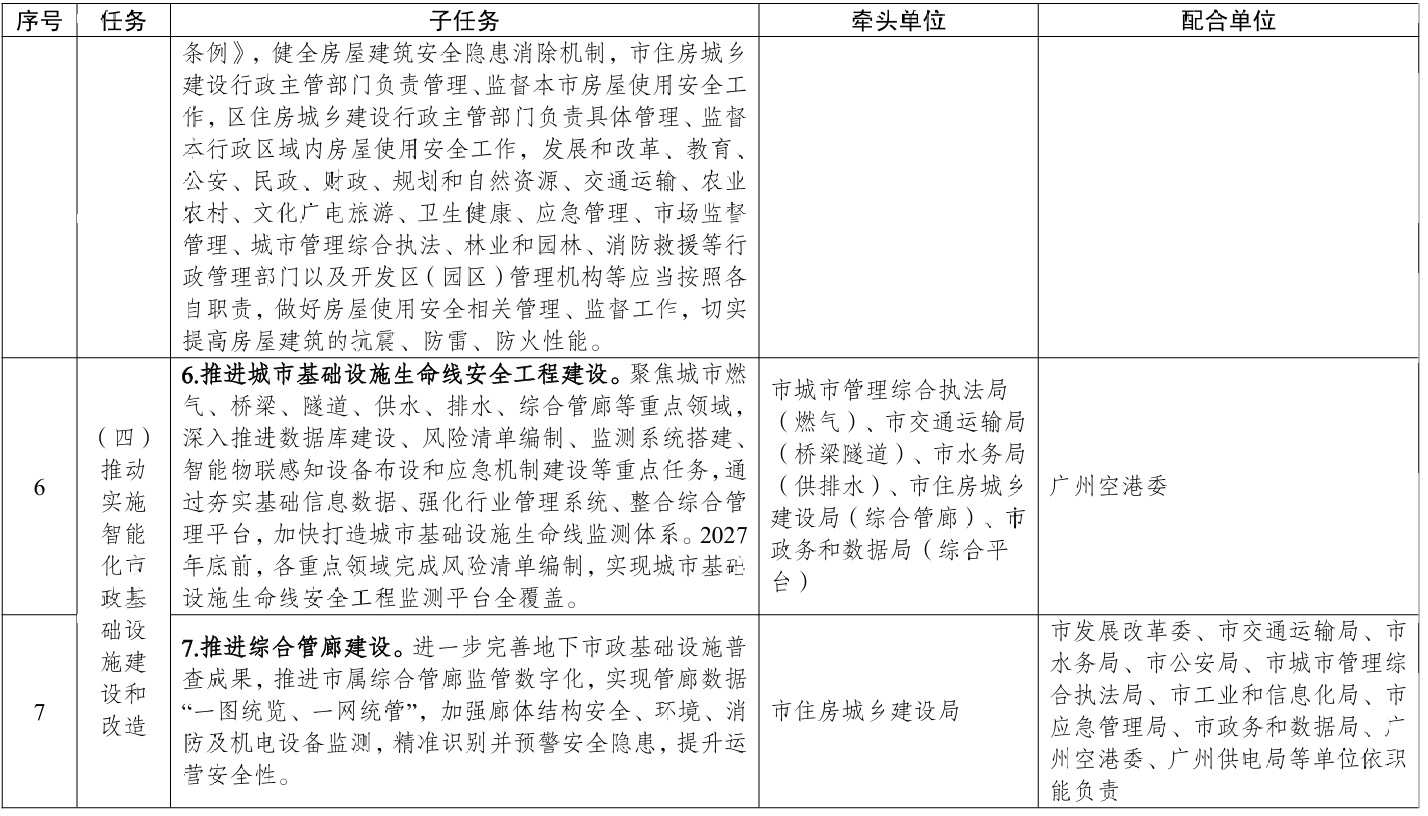 序号 任务 子任务 牵头单位 配合单位
条例》，健全房屋建筑安全隐患消除机制，市住房城乡
建设行政主管部门负责管理、监督本市房屋使用安全工
作，区住房城乡建设行政主管部门负责具体管理、监督
本行政区域内房屋使用安全工作，发展和改革、教育、
公安、民政、财政、规划和自然资源、交通运输、农业
农村、文化广电旅游、卫生健康、应急管理、市场监督
管理、城市管理综合执法、林业和园林、消防救援等行
政管理部门以及开发区（园区）管理机构等应当按照各
自职责，做好房屋使用安全相关管理、监督工作，切实
提高房屋建筑的抗震、防雷、防火性能。
6
（四）
推动
实施
智能
化市
政基
础设
施建
设和
改造
6.推进城市基础设施生命线安全工程建设。聚焦城市燃
气、桥梁、隧道、供水、排水、综合管廊等重点领域，
深入推进数据库建设、风险清单编制、监测系统搭建、
智能物联感知设备布设和应急机制建设等重点任务，通
过夯实基础信息数据、强化行业管理系统、整合综合管
理平台，加快打造城市基础设施生命线监测体系。2027
年底前，各重点领域完成风险清单编制，实现城市基础
设施生命线安全工程监测平台全覆盖。
市城市管理综合执法局
（燃气）、市交通运输局
（桥梁隧道）、市水务局
（供排水）、市住房城乡
建设局（综合管廊）、市
政务和数据局（综合平
台）
广州空港委
7
7.推进综合管廊建设。进一步完善地下市政基础设施普
查成果，推进市属综合管廊监管数字化，实现管廊数据
“一图统览、一网统管”，加强廊体结构安全、环境、消
防及机电设备监测，精准识别并预警安全隐患，提升运
营安全性。
市住房城乡建设局
市发展改革委、市交通运输局、市
水务局、市公安局、市城市管理综
合执法局、市工业和信息化局、市
应急管理局、市政务和数据局、广
州空港委、广州供电局等单位依职
能负责